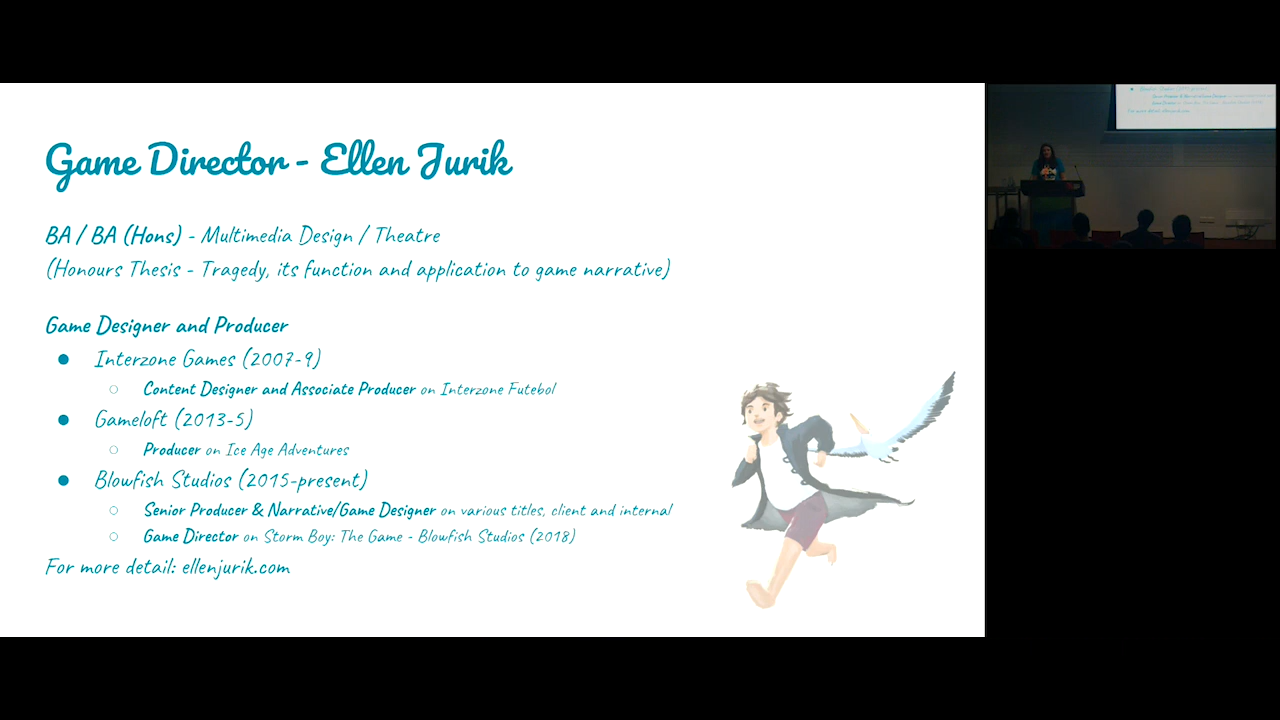 Game Director - Ellen Jurik
BA / BA (Hons) - Multimedia Design / Theatre
(Honours Thesis - Tragedy, its function and application to game narrative)
Game Designer and Producer
● Interzone Games (2007-9)
○ Content Designer and Associate Producer on Interzone Futebol
● Gameloft (2013-5)
○ Producer on Ice Age Adventures
● Blowfish Studios (2015-present)
○ Senior Producer & Narrative/Game Designer on various titles, client and internal
○ Game Director on Storm Boy: The Game - Blowfish Studios (2018)
For more detail: ellenjurik.com